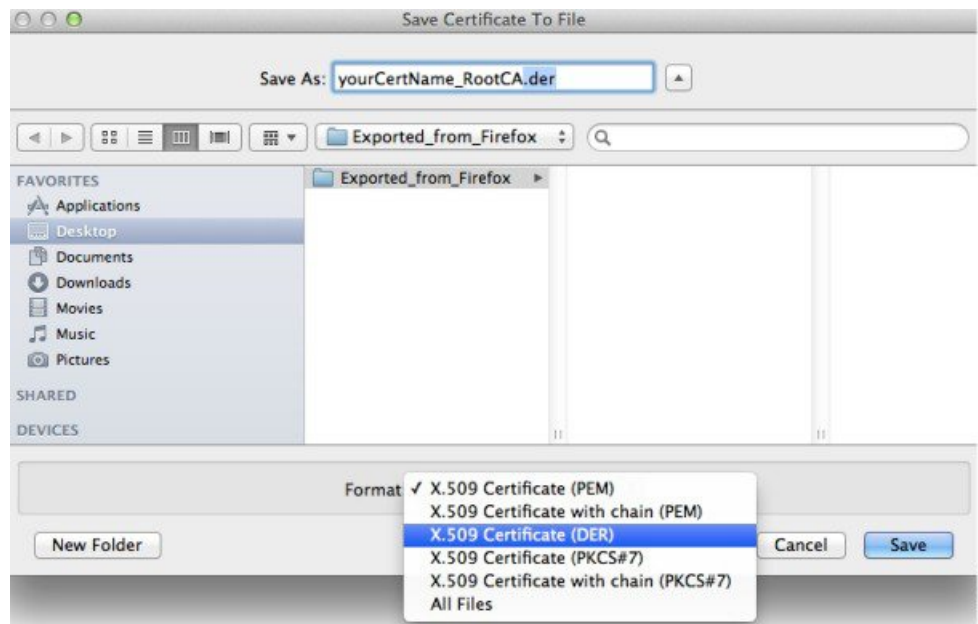 Save Certificate To File
Save As: yourCertName_RootCA.der
Exported_from_Firefox
FAVORITES
Applications
Desktop
Documents
Downloads
Movies
Music
Pictures
SHARED
DEVICES
Exported_from_Firefox
Format ✓ X.509 Certificate (PEM)
X.509 Certificate with chain (PEM)
X.509 Certificate (DER)
X.509 Certificate (PKCS#7)
X.509 Certificate with chain (PKCS#7)
All Files
New Folder
Cancel
Save